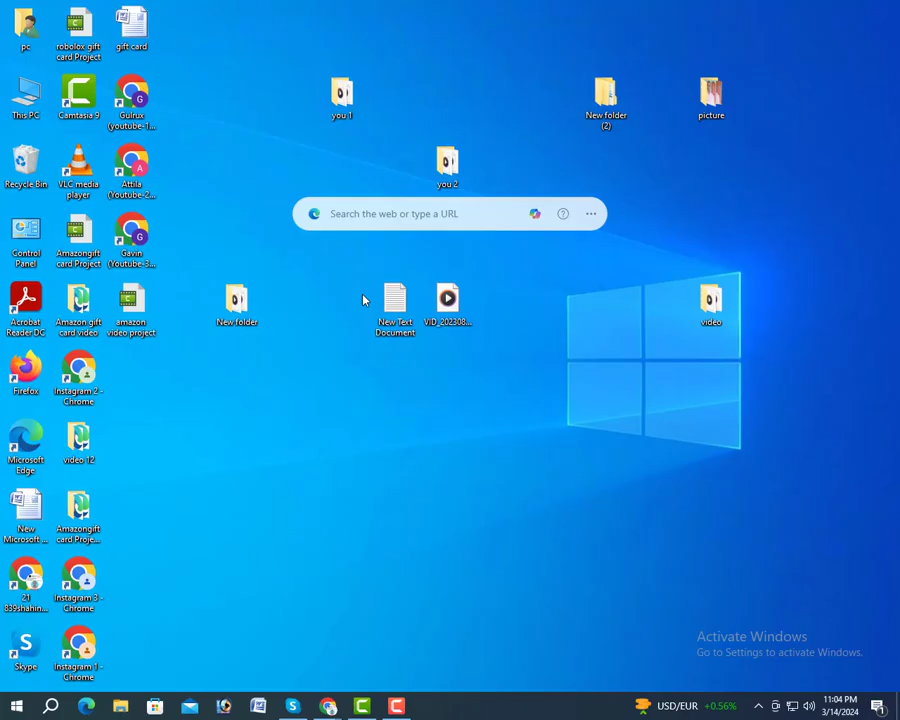 pc
robolox gift
card Project
gift card
This PC
Camtasia 9
Gulrux
(youtube-1...
you 1
New folder
(2)
picture
Recycle Bin
VLC media
player
Attila
(Youtube-2...
you 2
Search the web or type a URL
Control
Panel
Amazongift
card Project
Gavin
(Youtube-3...
Acrobat
Reader DC
Amazon gift
card video
amazon
video project
New folder
New Text
Document
VID_202308...
video
Firefox
Instagram 2 -
Chrome
Microsoft
Edge
video 12
New
Microsoft ...
Amazongift
card Proje...
21
839shahin...
Instagram 3 -
Chrome
Skype
Instagram 1 -
Chrome
Activate Windows
Go to Settings to activate Windows.
USD/EUR +0.56%
11:04 PM
3/14/2024
1